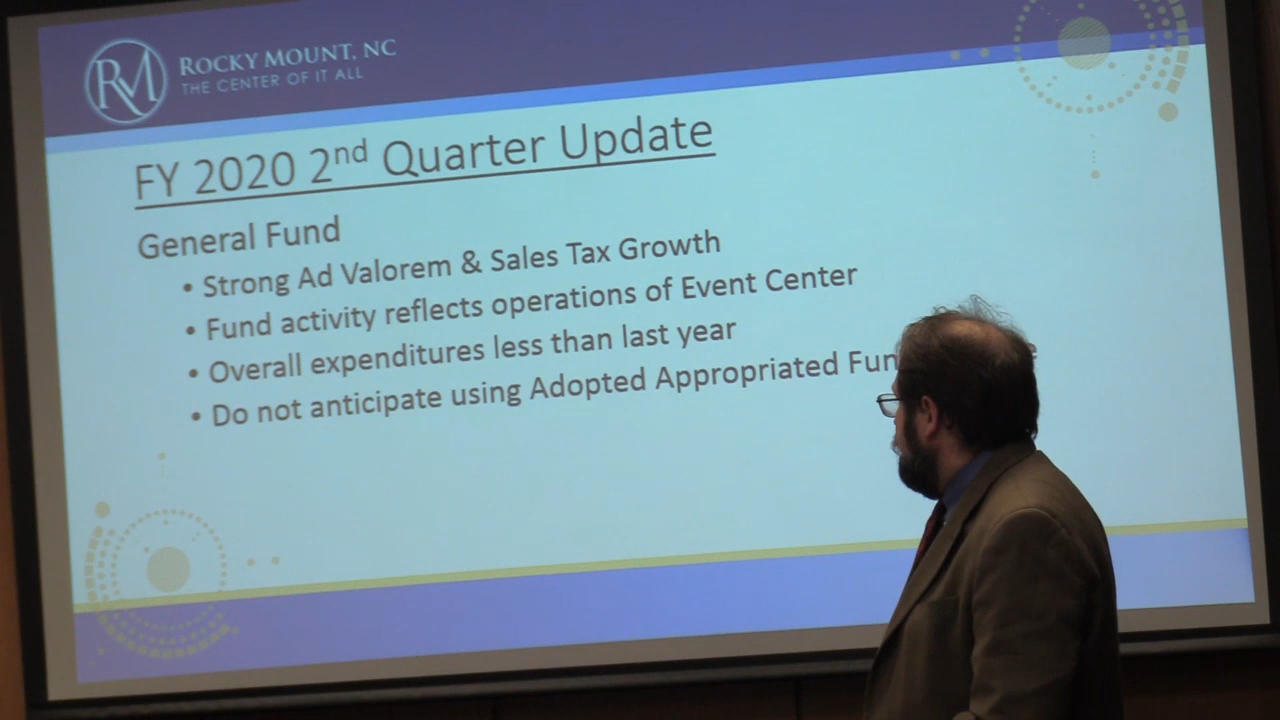 RM ROCKY MOUNT, NC
THE CENTER OF IT ALL
FY 2020 2nd Quarter Update
General Fund
• Strong Ad Valorem & Sales Tax Growth
• Fund activity reflects operations of Event Center
• Overall expenditures less than last year
• Do not anticipate using Adopted Appropriated Fun